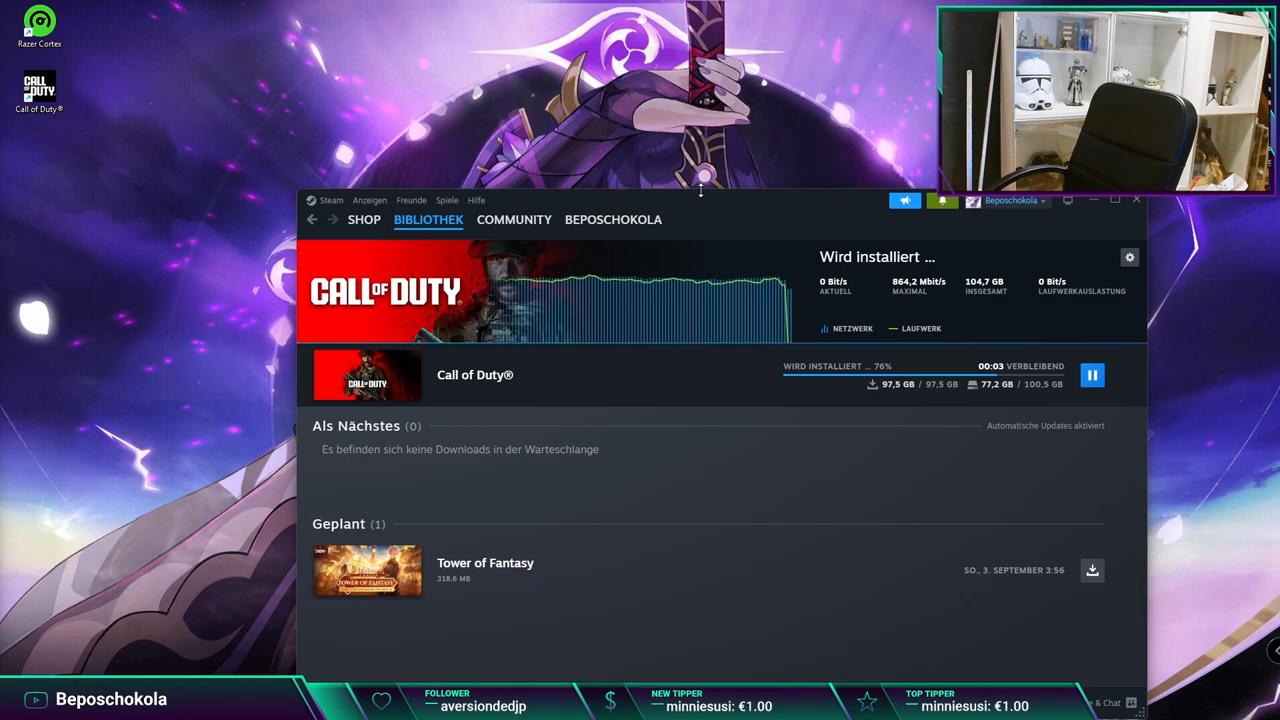 Razer Cortex
CALL OF DUTY
Call of Duty®
Steam Anzeigen Freunde Spiele Hilfe
Beposchokola
SHOP BIBLIOTHEK COMMUNITY BEPOSCHOKOLA
CALL OF DUTY
Wird installiert ...
0 Bit/s 864,2 Mbit/s 104,7 GB 0 Bit/s
AKTUELL MAXIMAL INSGESAMT LAUFWERKAUSLASTUNG
NETZWERK LAUFWERK
CALL OF DUTY
Call of Duty®
WIRD INSTALLIERT ... 76% 00:03 VERBLEIBEND
97,5 GB / 97,5 GB 77,2 GB / 100,5 GB
Als Nächstes (0)
Automatische Updates aktiviert
Es befinden sich keine Downloads in der Warteschlange
Geplant (1)
TOWER OF FANTASY
Tower of Fantasy
318,6 MB
SO., 3. SEPTEMBER 3:56
Beposchokola
FOLLOWER
aversiondedjp
NEW TIPPER
minniesusi: €1.00
TOP TIPPER
minniesusi: €1.00
e & Chat